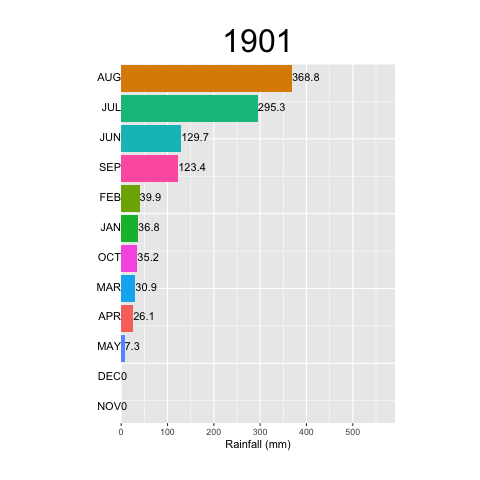 1901
AUG 368.8
JUL 295.3
JUN 129.7
SEP 123.4
FEB 39.9
JAN 36.8
OCT 35.2
MAR 30.9
APR 26.1
MAY 7.3
DEC 0
NOV 0
0 100 200 300 400 500
Rainfall (mm)